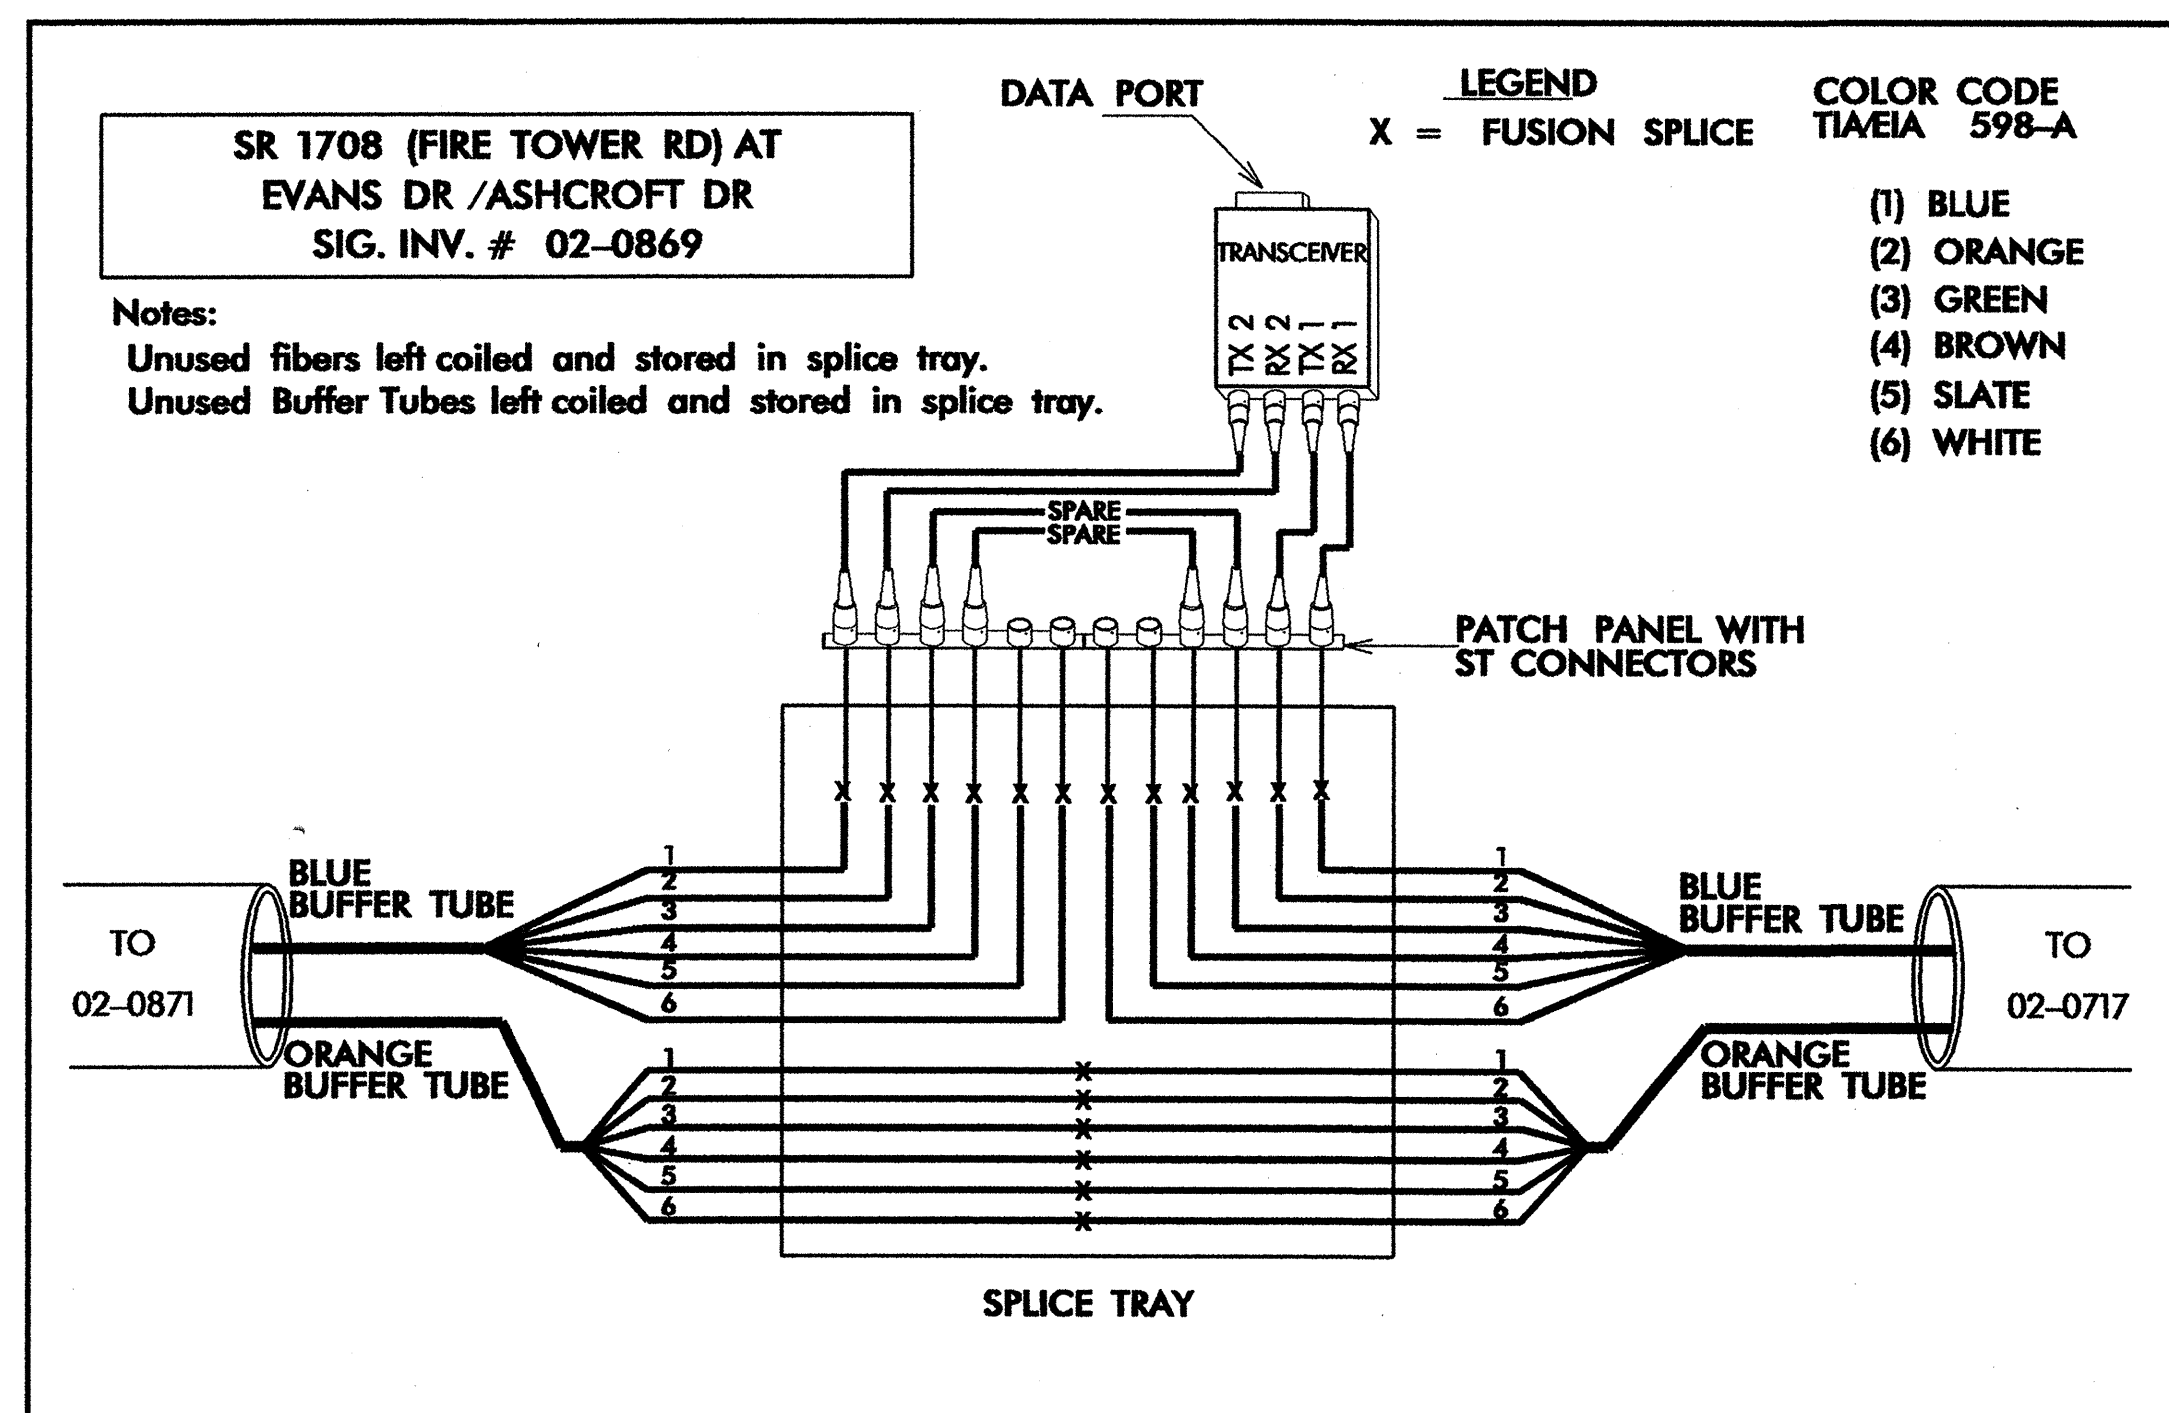 SR 1708 (FIRE TOWER RD) AT
EVANS DR /ASHCROFT DR
SIG. INV. # 02-0869
Notes:
Unused fibers left coiled and stored in splice tray.
Unused Buffer Tubes left coiled and stored in splice tray.
DATA PORT
LEGEND
X = FUSION SPLICE
COLOR CODE
TIA/EIA 598-A
(1) BLUE
(2) ORANGE
(3) GREEN
(4) BROWN
(5) SLATE
(6) WHITE
TRANSCEIVER
TX 2
RX 2
TX 1
RX 1
SPARE
SPARE
PATCH PANEL WITH
ST CONNECTORS
X X X X X X X X X X X X
TO
02-0871
BLUE
BUFFER TUBE
1
2
3
4
5
6
1
2
3
4
5
6
BLUE
BUFFER TUBE
TO
02-0717
ORANGE
BUFFER TUBE
1
2
3
4
5
6
X
X
X
X
X
X
1
2
3
4
5
6
ORANGE
BUFFER TUBE
SPLICE TRAY